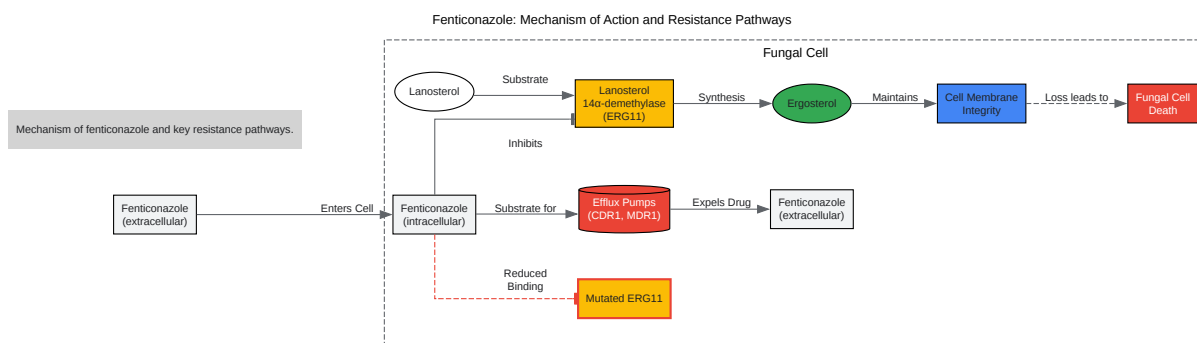 Fenticonazole: Mechanism of Action and Resistance Pathways
Fungal Cell
Lanosterol
Substrate
Lanosterol
14α-demethylase
(ERG11)
Synthesis
Ergosterol
Maintains
Cell Membrane
Integrity
Loss leads to
Fungal Cell
Death
Mechanism of fenticonazole and key resistance pathways.
Inhibits
Fenticonazole
(extracellular)
Enters Cell
Fenticonazole
(intracellular)
Substrate for
Efflux Pumps
(CDR1, MDR1)
Expels Drug
Fenticonazole
(extracellular)
Reduced
Binding
Mutated ERG11